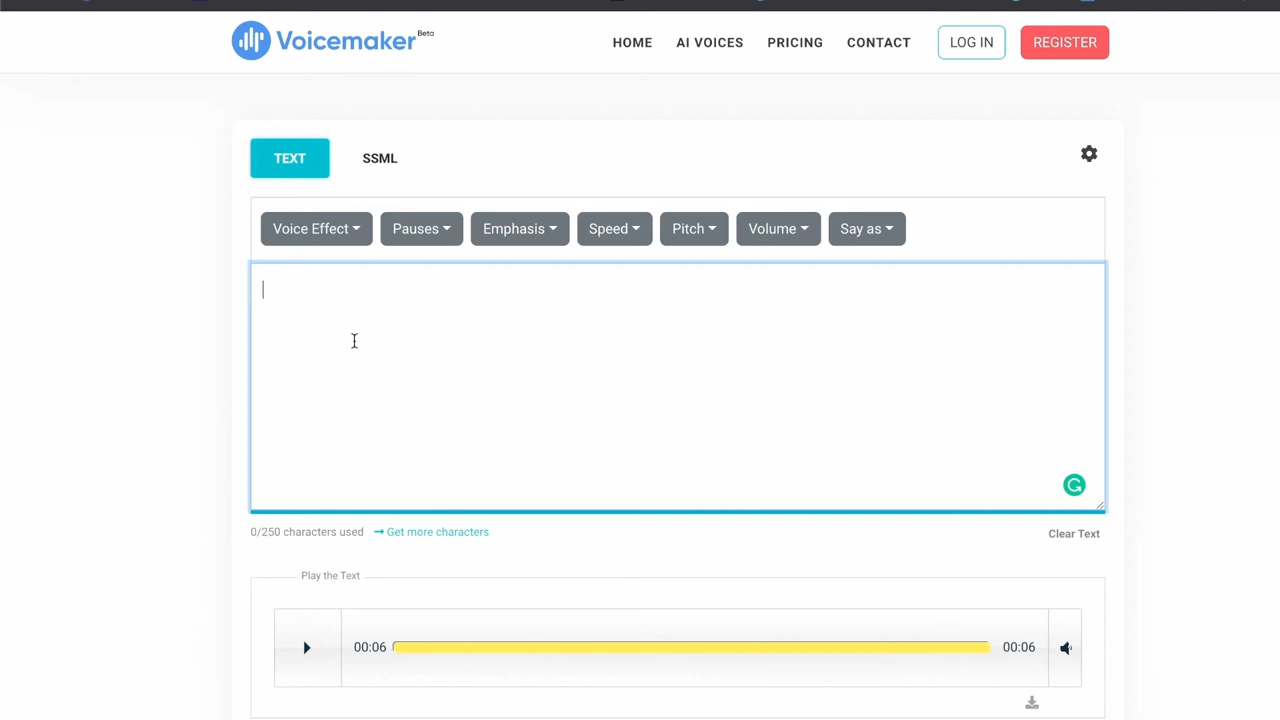 Voicemaker Beta
HOME AI VOICES PRICING CONTACT LOG IN REGISTER
TEXT SSML
Voice Effect Pauses Emphasis Speed Pitch Volume Say as
0/250 characters used → Get more characters
Clear Text
Play the Text
00:06 00:06